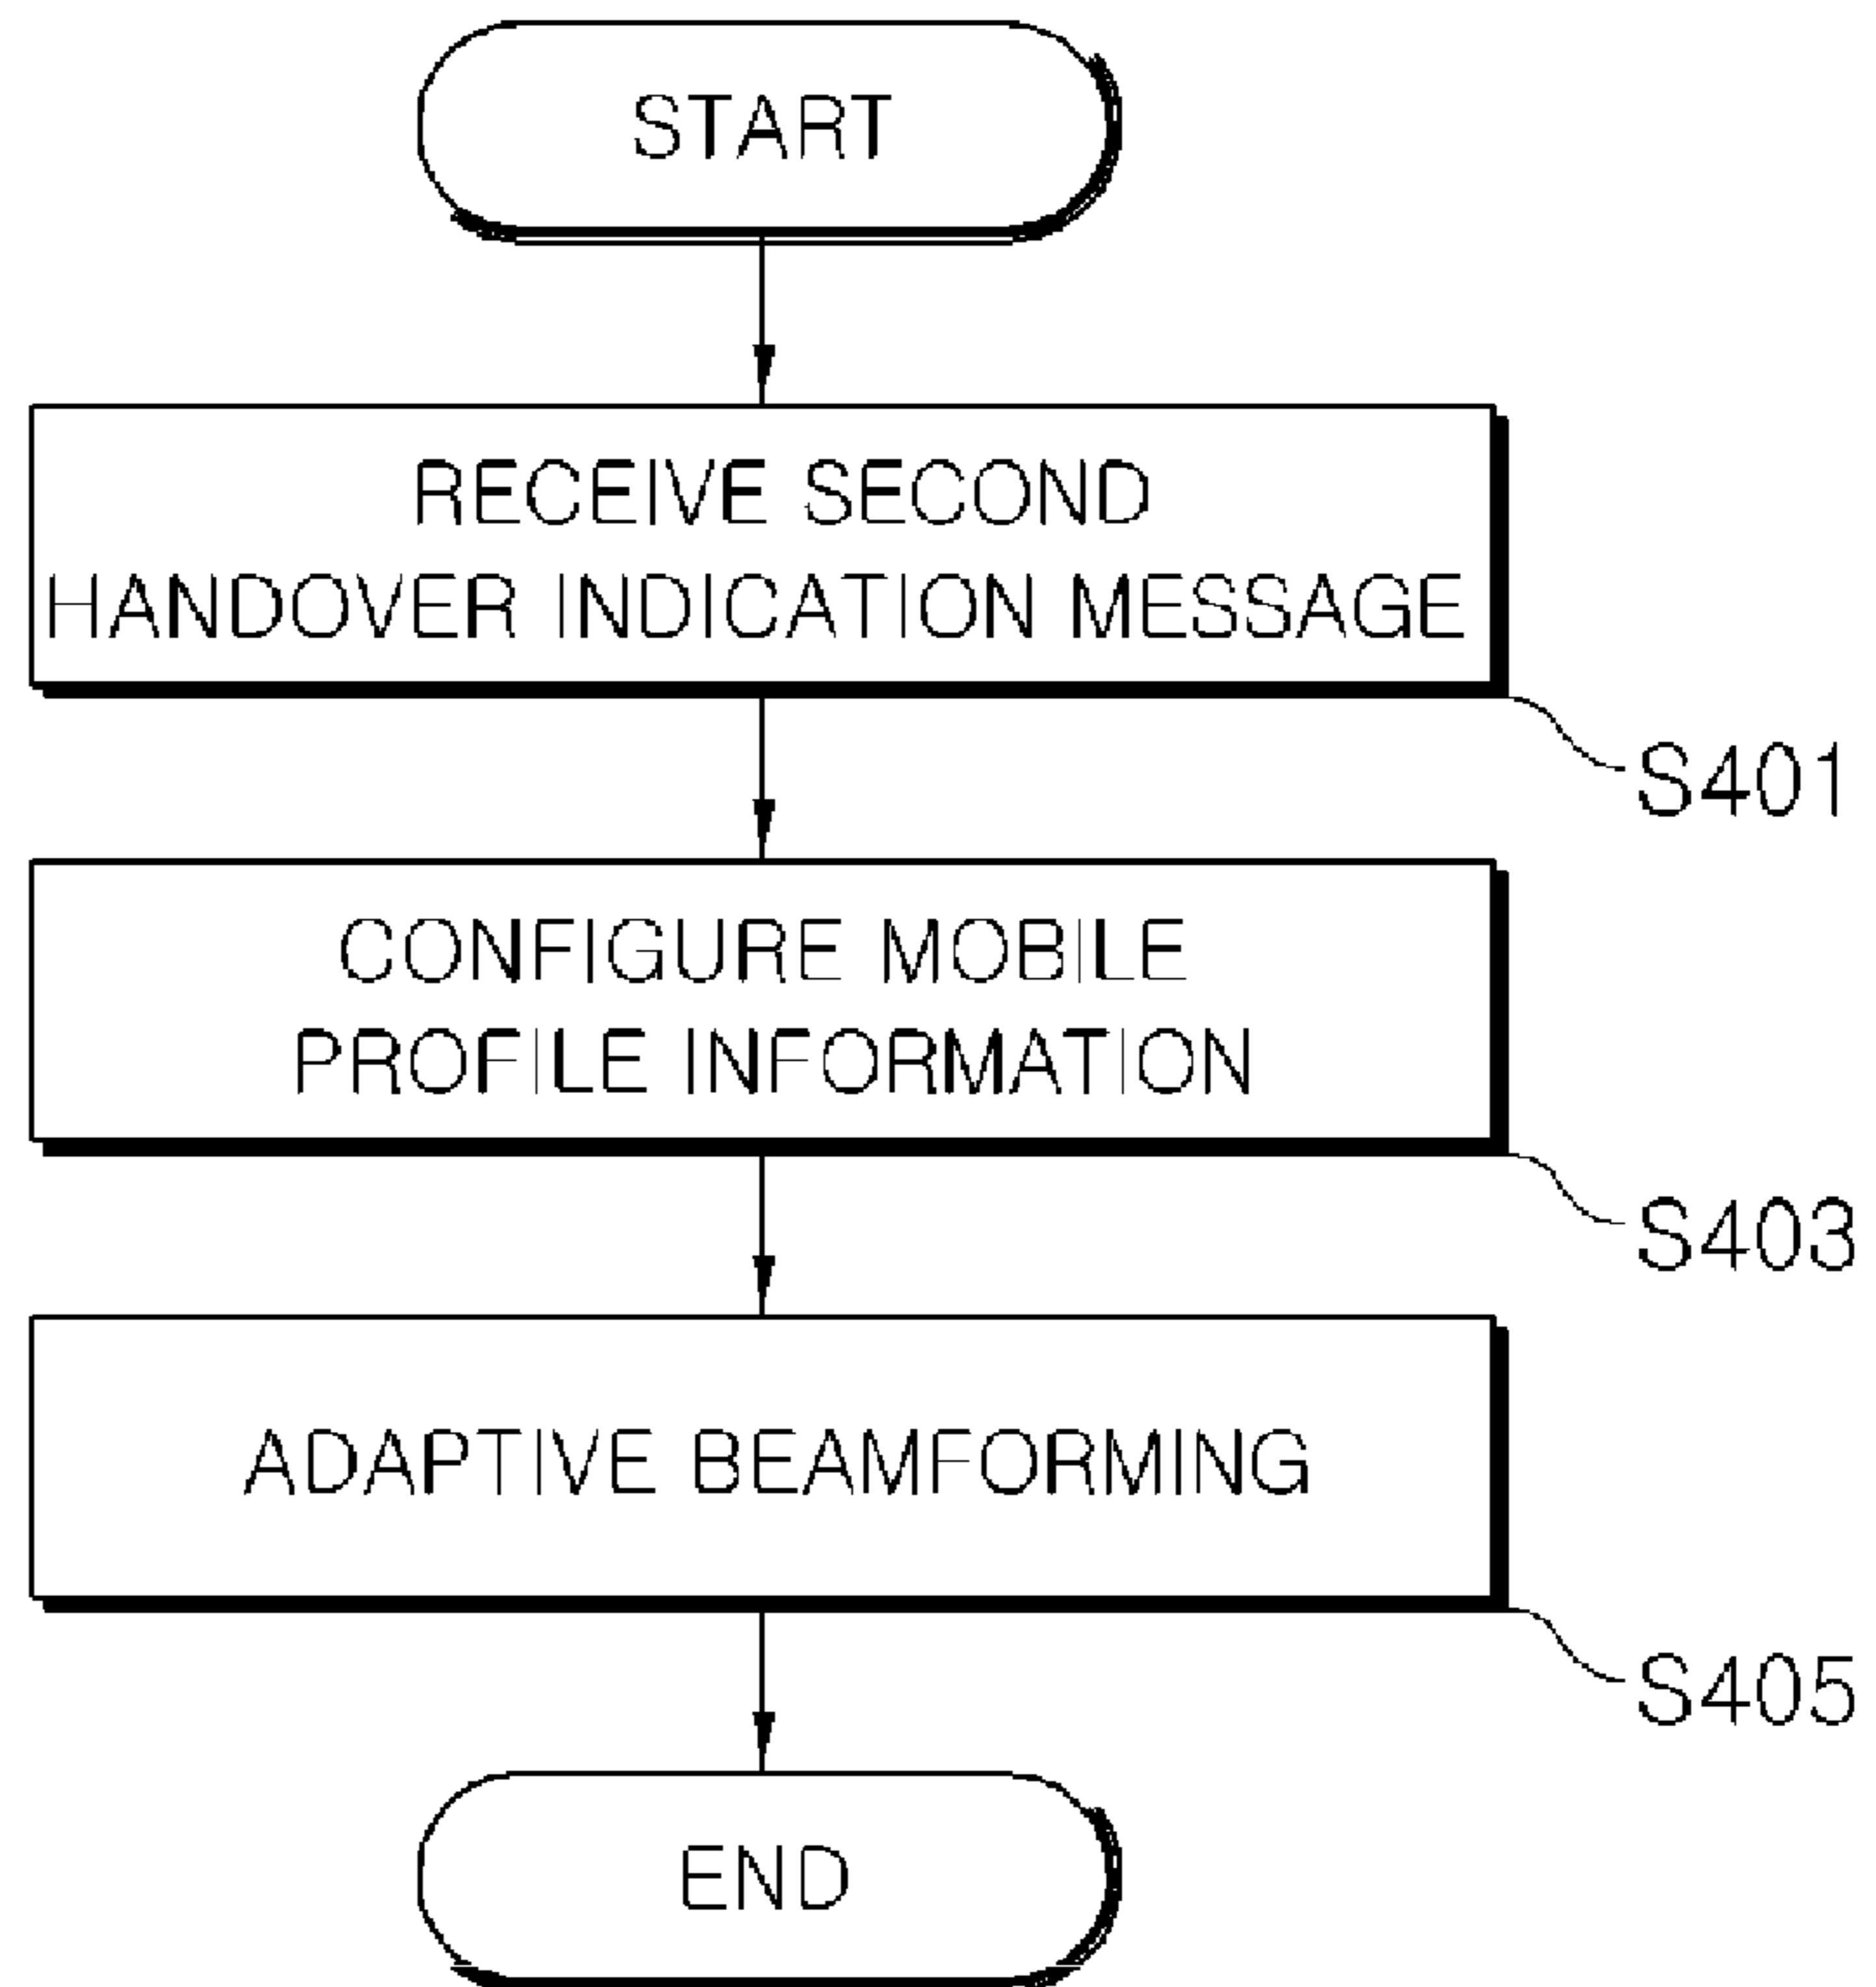 START
RECEIVE SECOND
HANDOVER INDICATION MESSAGE
S401
CONFIGURE MOBILE
PROFILE INFORMATION
S403
ADAPTIVE BEAMFORMING
S405
END